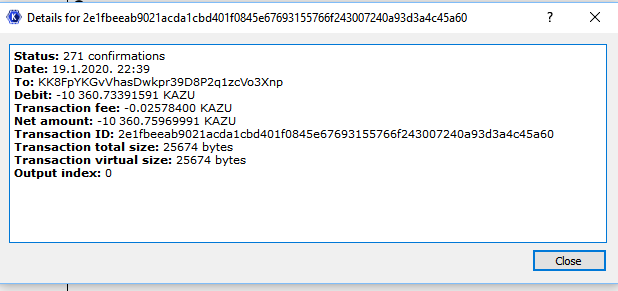 Details for 2e1fbeeab9021acda1cbd401f0845e67693155766f243007240a93d3a4c45a60
Status: 271 confirmations
Date: 19.1.2020. 22:39
To: KK8FpYKGvVhasDwkpr39D8P2q1zcVo3Xnp
Debit: -10 360.73391591 KAZU
Transaction fee: -0.02578400 KAZU
Net amount: -10 360.75969991 KAZU
Transaction ID: 2e1fbeeab9021acda1cbd401f0845e67693155766f243007240a93d3a4c45a60
Transaction total size: 25674 bytes
Transaction virtual size: 25674 bytes
Output index: 0
Close